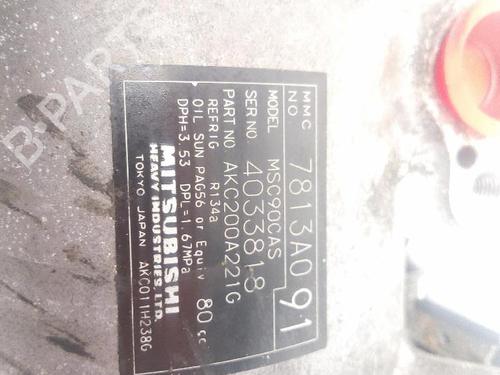 MMC NO 7813A091
MODEL MSC90CAS
SER NO. 4033818
PART NO. AKC200A221G
REFRIG R134a
OIL SUN PAG56 or Equiv 80 cc
DPH=3.53 DPL=1.67MPa
MITSUBISHI
HEAVY INDUSTRIES, LTD.
TOKYO JAPAN AKC011H238G
B-PARTS